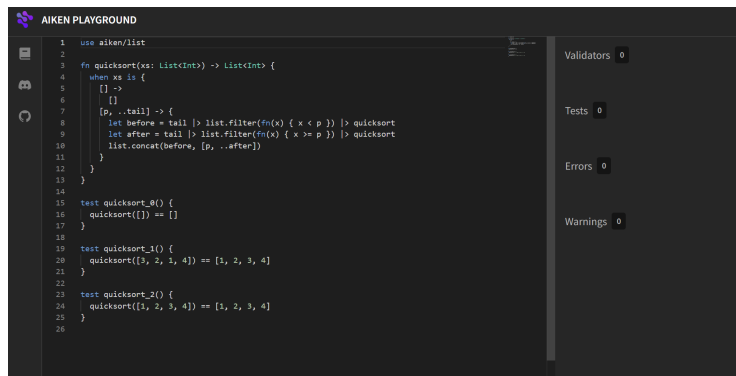 AIKEN PLAYGROUND
1 use aiken/list
2
3 fn quicksort(xs: List<Int>) -> List<Int> {
4 when xs is {
5 [] ->
6 []
7 [p, ..tail] -> {
8 let before = tail |> list.filter(fn(x) { x < p }) |> quicksort
9 let after = tail |> list.filter(fn(x) { x >= p }) |> quicksort
10 list.concat(before, [p, ..after])
11 }
12 }
13 }
14
15 test quicksort_0() {
16 quicksort([]) == []
17 }
18
19 test quicksort_1() {
20 quicksort([3, 2, 1, 4]) == [1, 2, 3, 4]
21 }
22
23 test quicksort_2() {
24 quicksort([1, 2, 3, 4]) == [1, 2, 3, 4]
25 }
26
Validators 0
Tests 0
Errors 0
Warnings 0